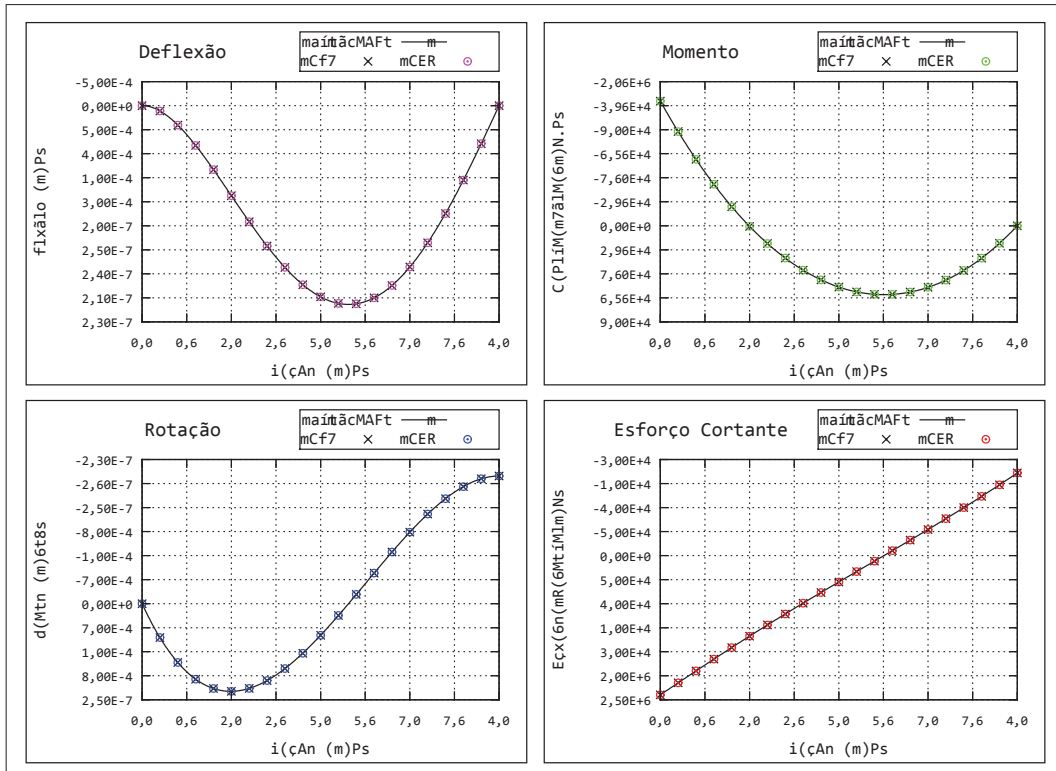 Deflexão
maíntãcMAFt m
mCf7 mCER
flxãlo (m)Ps
-5,00E-4
0,00E+0
5,00E-4
4,00E-4
1,00E-4
3,00E-4
2,00E-7
2,50E-7
2,40E-7
2,10E-7
2,30E-7
0,0 0,6 2,0 2,6 3,0 5,0 5,6 7,0 7,6 4,0
i(çAn (m)Ps
Momento
maíntãcMAFt m
mCf7 mCER
C(PlíM(m7ãlM(6m)N.Ps
-2,06E+6
-3,96E+4
-9,00E+4
-6,56E+4
-7,60E+4
-2,96E+4
0,00E+0
2,96E+4
7,60E+4
6,56E+4
9,00E+4
0,0 0,6 2,0 2,6 5,0 5,6 7,0 7,6 4,0
i(çAn (m)Ps
Rotação
maíntãcMAFt m
mCf7 mCER
d(Mtn (m)6t8s
-2,30E-7
-2,60E-7
-2,50E-7
-8,00E-4
-1,00E-4
-7,00E-4
0,00E+0
7,00E-4
1,00E-4
8,00E-4
2,50E-7
0,0 0,6 2,0 2,6 5,0 5,6 7,0 7,6 4,0
i(çAn (m)Ps
Esforço Cortante
maíntãcMAFt m
mCf7 mCER
Eçx(6n(mR(6MtíMlm)Ns
-3,00E+4
-1,00E+4
-4,00E+4
-5,00E+4
0,00E+0
5,00E+4
4,00E+4
1,00E+4
3,00E+4
2,00E+6
2,50E+6
0,0 0,6 2,0 2,6 5,0 5,6 7,0 7,6 4,0
i(çAn (m)Ps